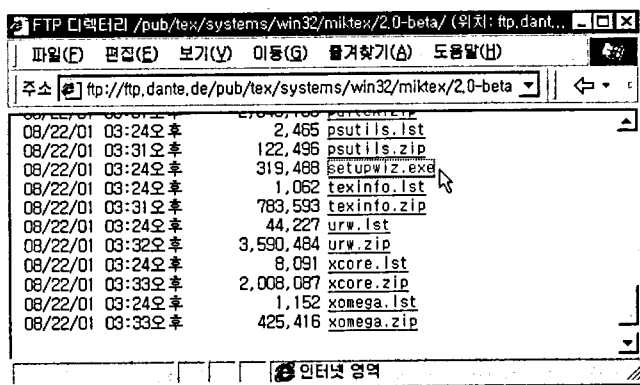 FTP 디렉터리 /pub/tex/systems/win32/miktex/2.0-beta/ (위치: ftp.dant...
파일(F) 편집(E) 보기(V) 이동(G) 즐겨찾기(A) 도움말(H)
주소 ftp://ftp.dante.de/pub/tex/systems/win32/miktex/2.0-beta
08/22/01 03:24오후 2,465 psutils.lst
08/22/01 03:31오후 122,496 psutils.zip
08/22/01 03:24오후 319,488 setupwiz.exe
08/22/01 03:24오후 1,062 texinfo.lst
08/22/01 03:31오후 783,593 texinfo.zip
08/22/01 03:24오후 44,227 urw.lst
08/22/01 03:32오후 3,590,484 urw.zip
08/22/01 03:24오후 8,091 xcore.lst
08/22/01 03:33오후 2,008,087 xcore.zip
08/22/01 03:24오후 1,152 xomega.lst
08/22/01 03:33오후 425,416 xomega.zip
인터넷 영역